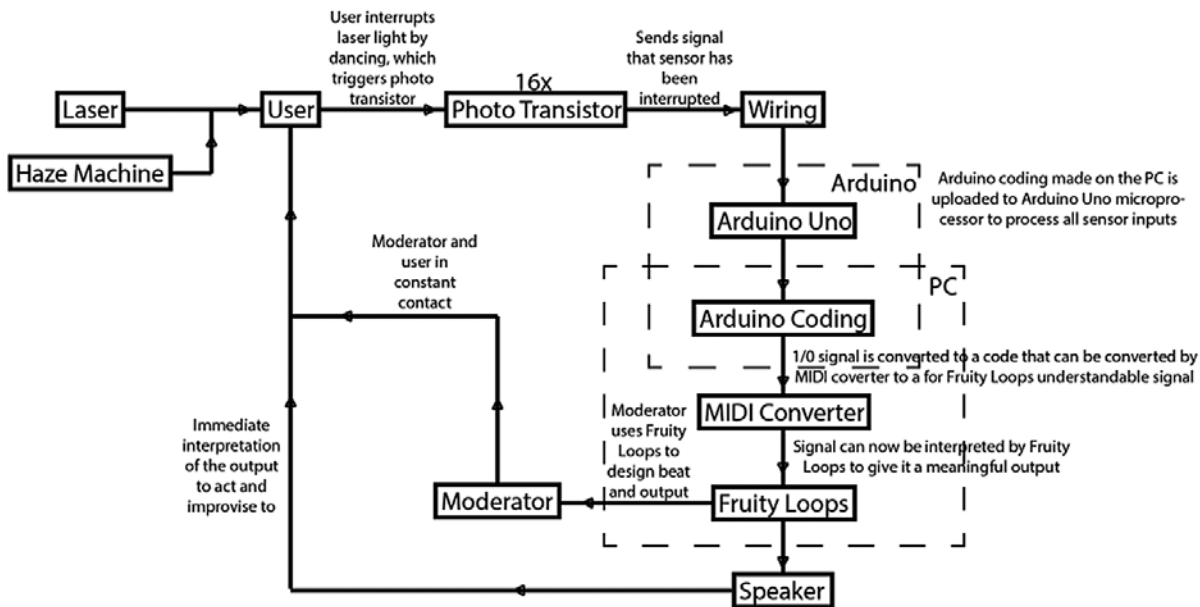 User interrupts
laser light by
dancing, which
triggers photo
transistor
Sends signal
that sensor has
been
interrupted
16x
Laser
User
Photo Transistor
Wiring
Haze Machine
Arduino
Arduino coding made on the PC is
uploaded to Arduino Uno micropro-
cessor to process all sensor inputs
Arduino Uno
Moderator and
user in
constant
contact
PC
Arduino Coding
1/0 signal is converted to a code that can be converted by
MIDI coverter to a for Fruity Loops understandable signal
MIDI Converter
Moderator
uses Fruity
Loops to
design beat
and output
Immediate
interpretation
of the output
to act and
improvise to
Signal can now be interpreted by Fruity
Loops to give it a meaningful output
Moderator
Fruity Loops
Speaker